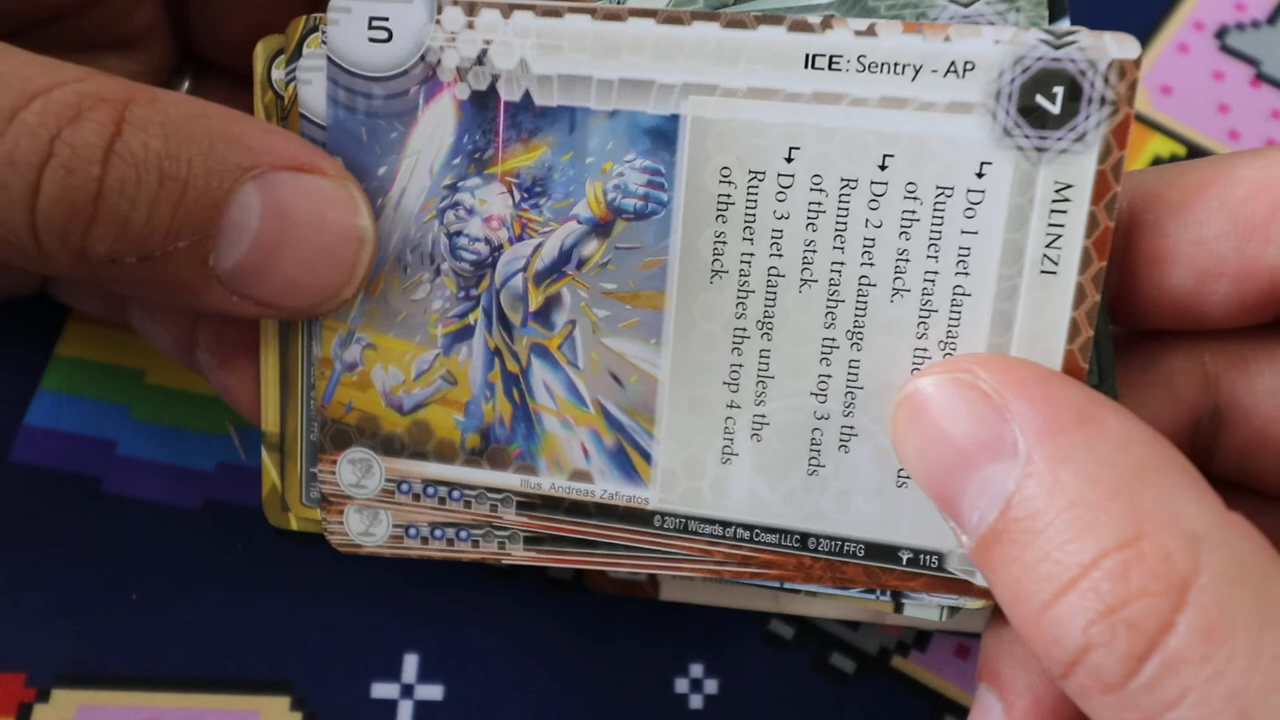 5
ICE: Sentry - AP
7
MLINZI
↳ Do 1 net damage
Runner trashes the
of the stack.
↳ Do 2 net damage unless the
Runner trashes the top 3 cards
of the stack.
↳ Do 3 net damage unless the
Runner trashes the top 4 cards
of the stack.
Illus. Andreas Zafiratos
© 2017 Wizards of the Coast LLC. © 2017 FFG
115